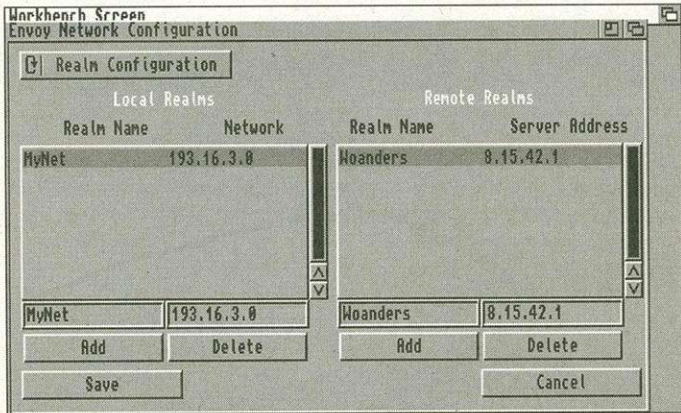 Workbench Screen
Envoy Network Configuration
Realm Configuration
Local Realms
Remote Realms
Realm Name Network
Realm Name Server Address
MyNet 193.16.3.0
Woanders 8.15.42.1
MyNet 193.16.3.0
Woanders 8.15.42.1
Add Delete
Add Delete
Save
Cancel